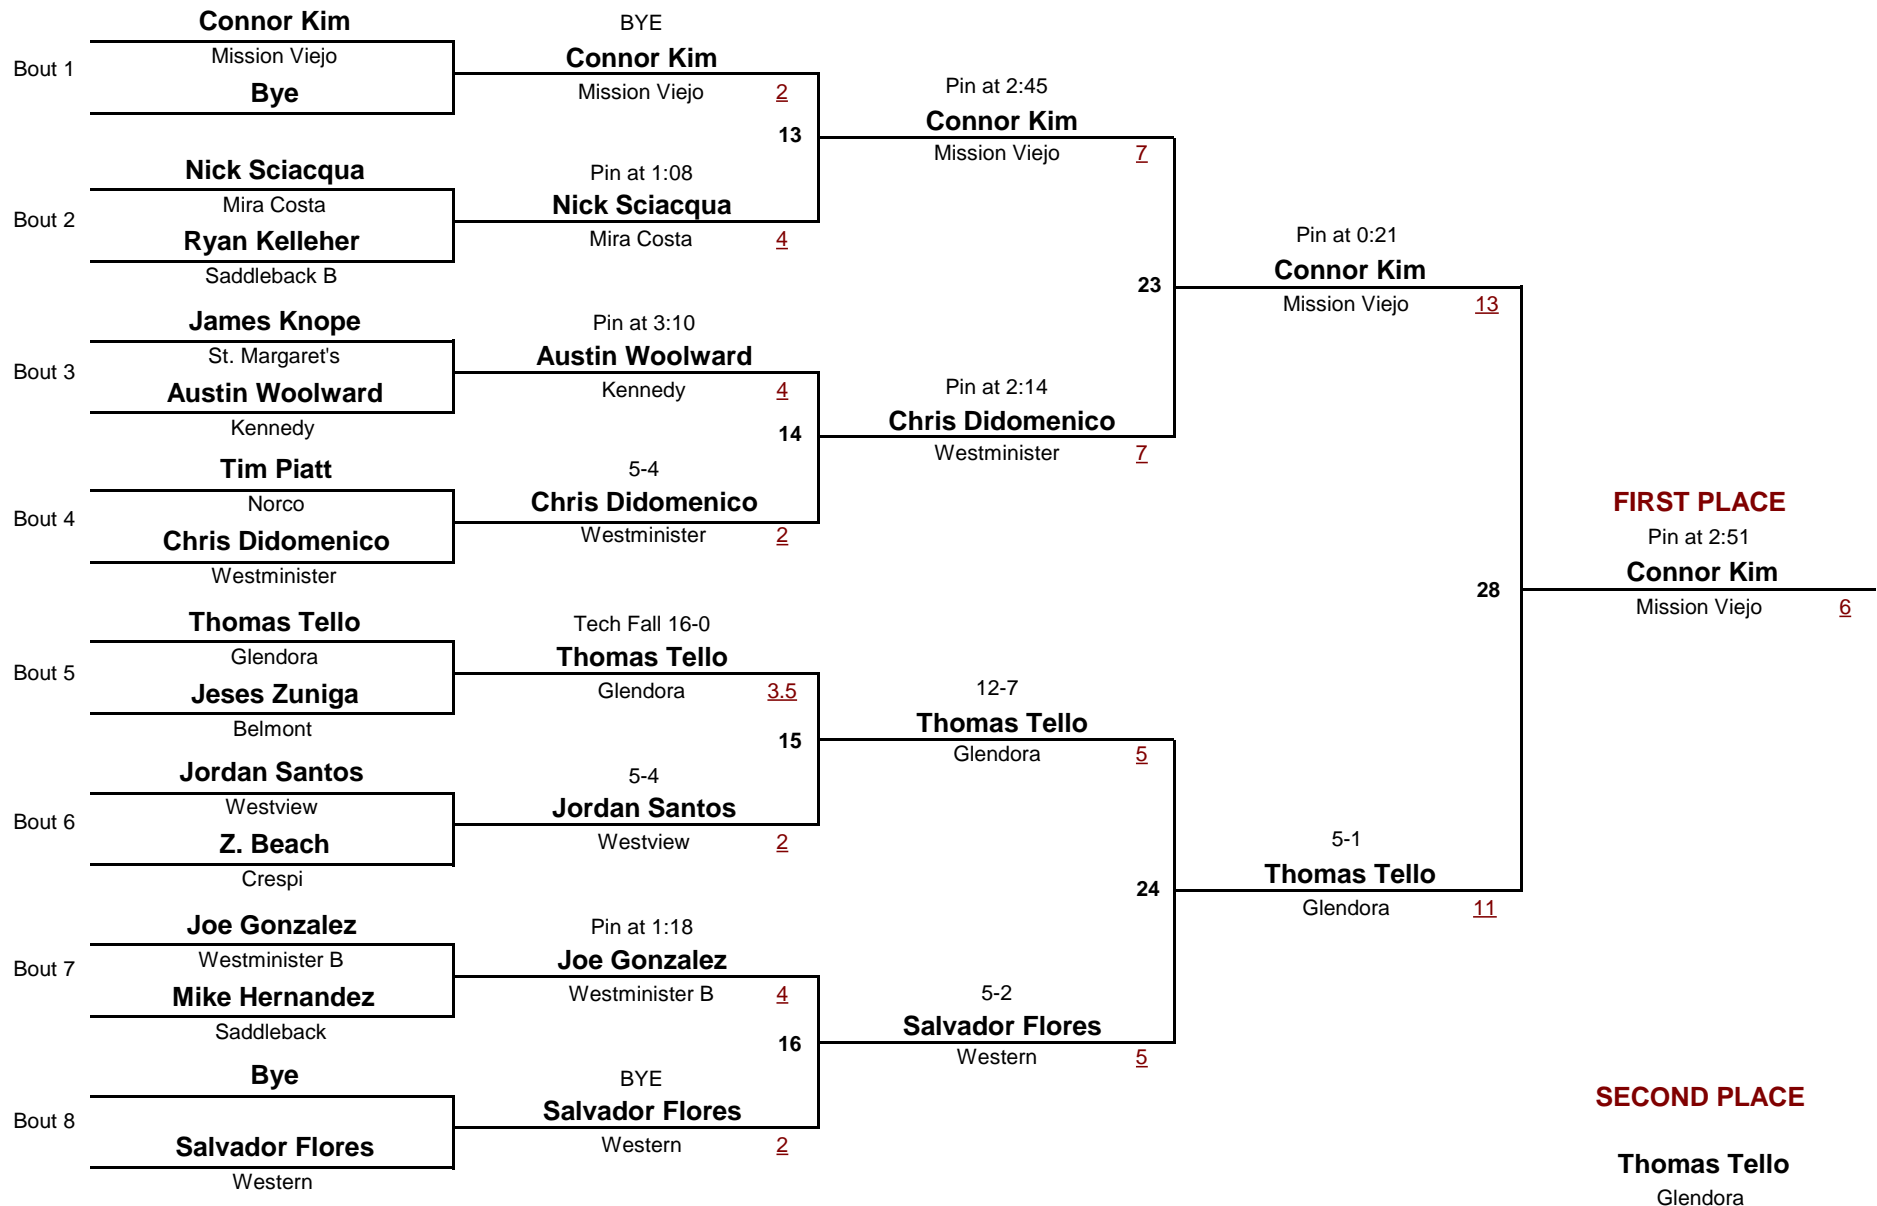 Connor Kim
Bout 1
Mission Viejo
Bye
Bout 2
Nick Sciacqua
Mira Costa
Ryan Kelleher
Saddleback B
Bout 3
James Knope
St. Margaret's
Austin Woolward
Kennedy
Bout 4
Tim Piatt
Norco
Chris Didomenico
Westminister
Bout 5
Thomas Tello
Glendora
Jeses Zuniga
Belmont
Bout 6
Jordan Santos
Westview
Z. Beach
Crespi
Bout 7
Joe Gonzalez
Westminister B
Mike Hernandez
Saddleback
Bout 8
Bye
Salvador Flores
Western
BYE
Connor Kim
Mission Viejo 2
13
Pin at 1:08
Nick Sciacqua
Mira Costa 4
Pin at 3:10
Austin Woolward
Kennedy 4
14
5-4
Chris Didomenico
Westminister 2
Tech Fall 16-0
Thomas Tello
Glendora 3.5
15
5-4
Jordan Santos
Westview 2
Pin at 1:18
Joe Gonzalez
Westminister B 4
16
BYE
Salvador Flores
Western 2
Pin at 2:45
Connor Kim
Mission Viejo 7
23
Pin at 2:14
Chris Didomenico
Westminister 7
12-7
Thomas Tello
Glendora 5
24
5-2
Salvador Flores
Western 5
Pin at 0:21
Connor Kim
Mission Viejo 13
28
5-1
Thomas Tello
Glendora 11
FIRST PLACE
Pin at 2:51
Connor Kim
Mission Viejo 6
SECOND PLACE
Thomas Tello
Glendora